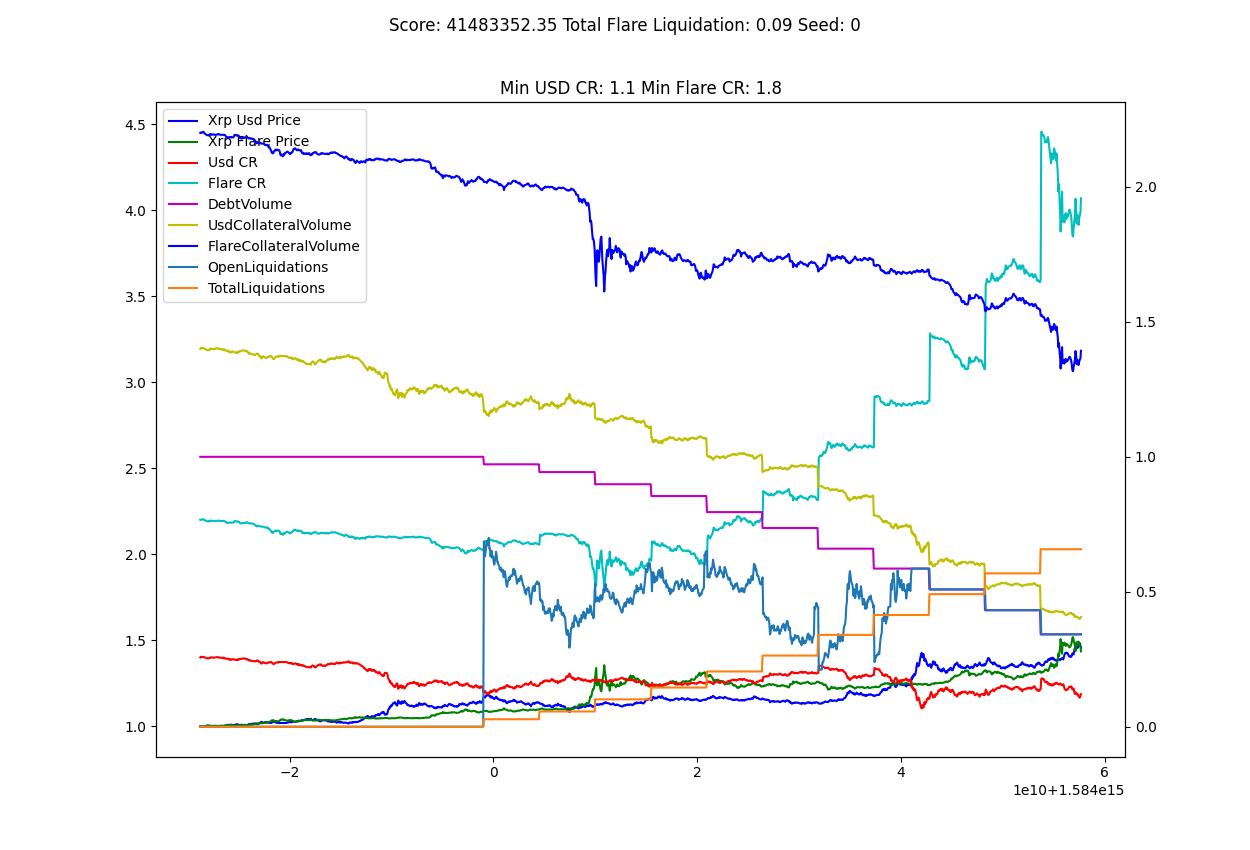 Score: 41483352.35 Total Flare Liquidation: 0.09 Seed: 0
Min USD CR: 1.1 Min Flare CR: 1.8
Xrp Usd Price
Xrp Flare Price
Usd CR
Flare CR
DebtVolume
UsdCollateralVolume
FlareCollateralVolume
OpenLiquidations
TotalLiquidations
4.5
4.0
3.5
3.0
2.5
2.0
1.5
1.0
2.0
1.5
1.0
0.5
0.0
−2 0 2 4 6
1e10+1.584e15